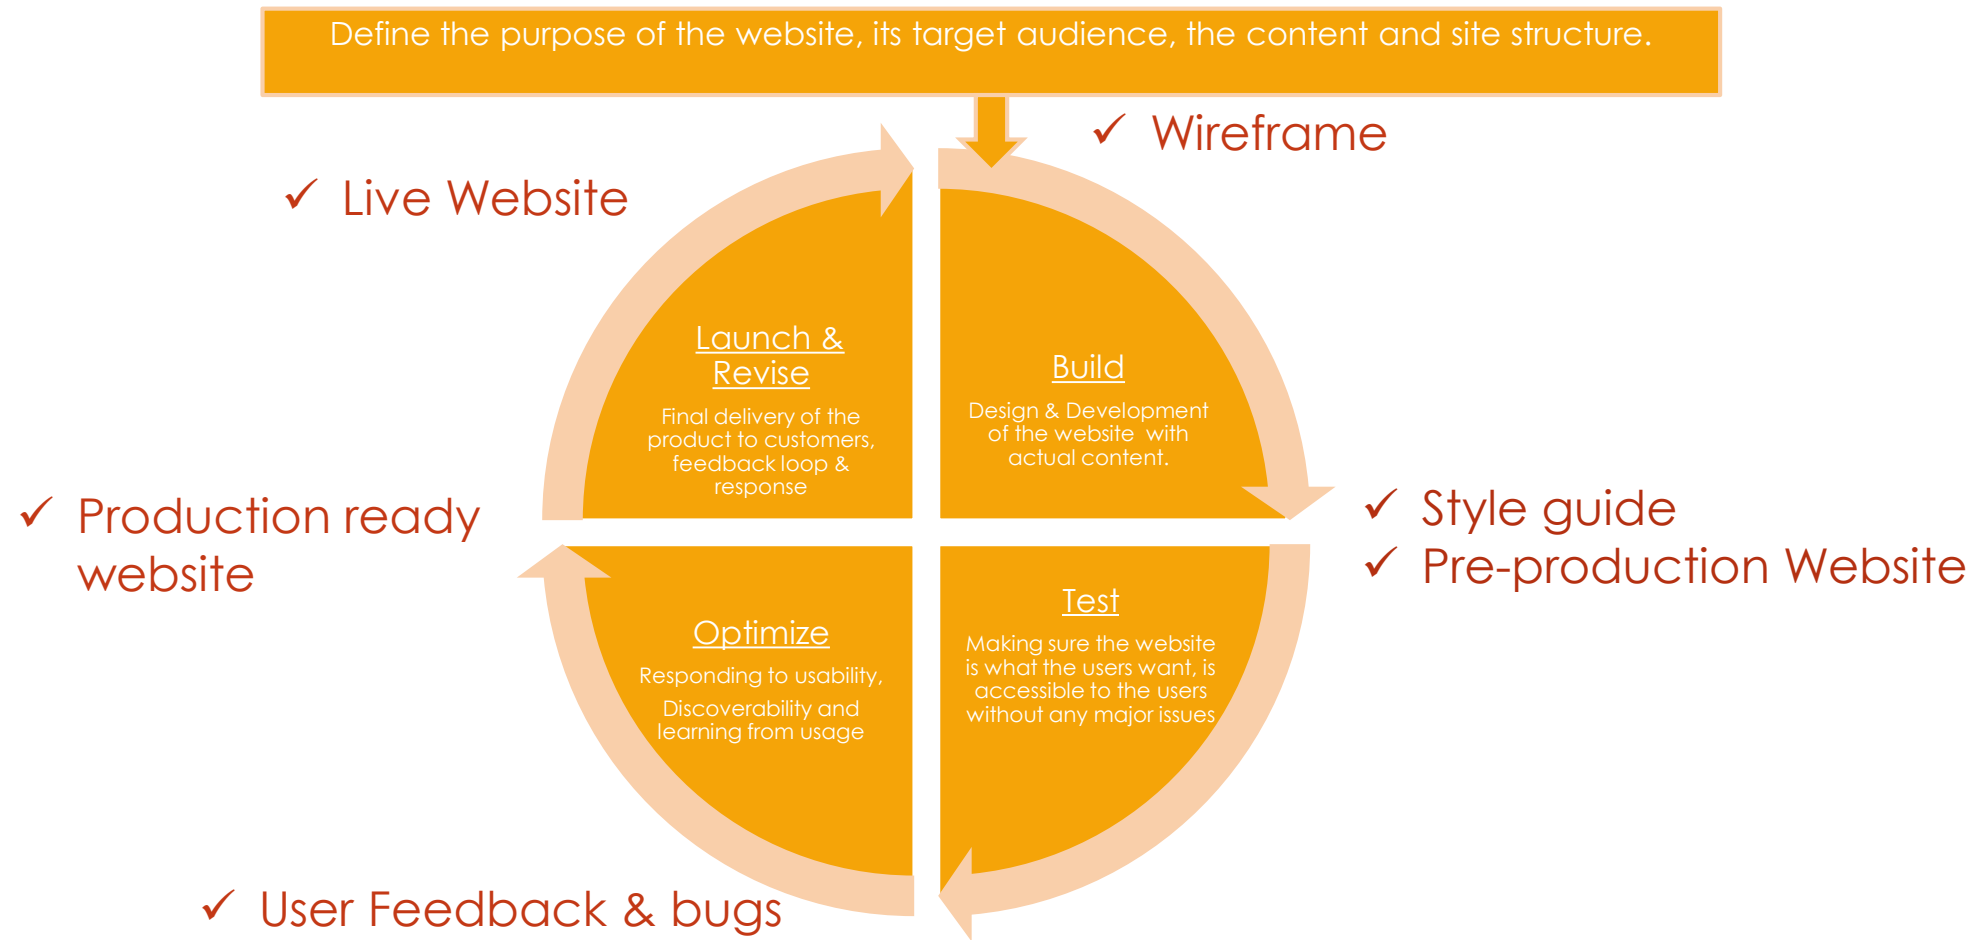 Define the purpose of the website, its target audience, the content and site structure.
✓ Wireframe
✓ Live Website
Launch &
Revise
Final delivery of the
product to customers,
feedback loop &
response
Build
Design & Development
of the website with
actual content.
✓ Production ready
website
✓ Style guide
✓ Pre-production Website
Optimize
Responding to usability,
Discoverability and
learning from usage
Test
Making sure the website
is what the users want, is
accessible to the users
without any major issues
✓ User Feedback & bugs